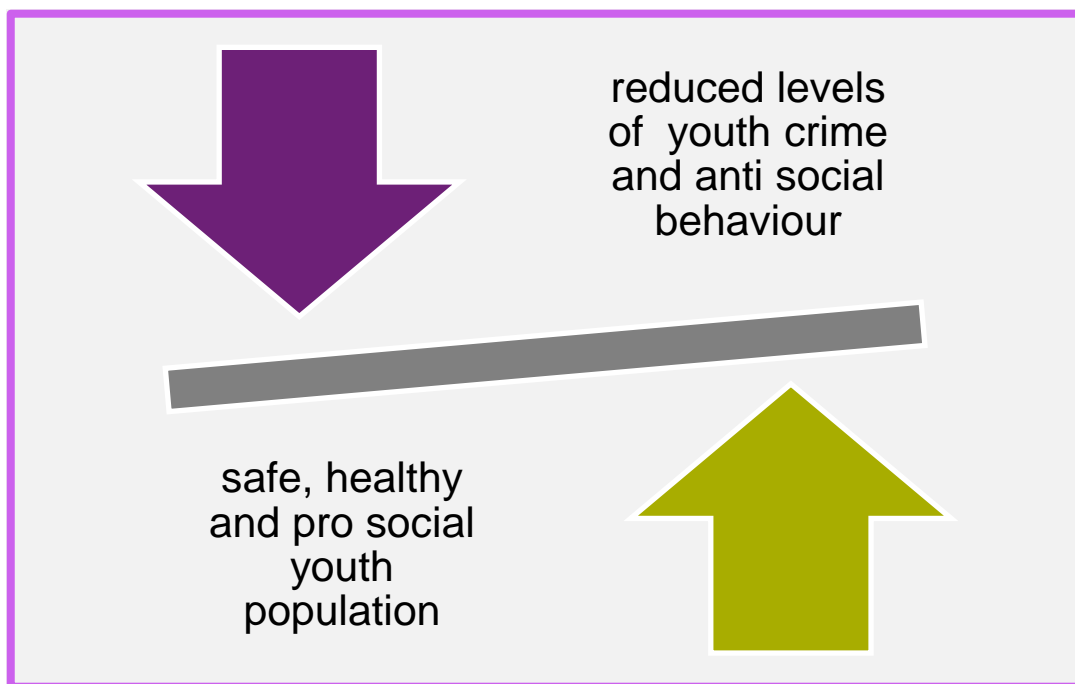 reduced levels
of  youth crime
and anti social
behaviour
safe, healthy
and pro social
youth
population